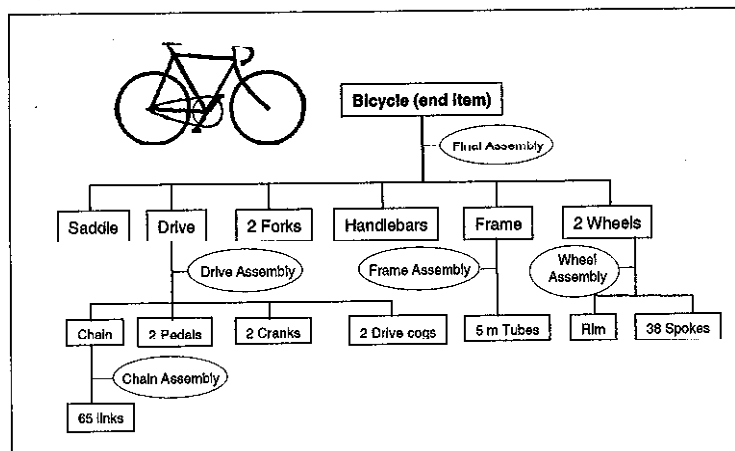 Bicycle (end item)
Final Assembly
Saddle
Drive
2 Forks
Handlebars
Frame
2 Wheels
Drive Assembly
Frame Assembly
Wheel
Assembly
Chain
2 Pedals
2 Cranks
2 Drive cogs
5 m Tubes
Rim
38 Spokes
Chain Assembly
65 links